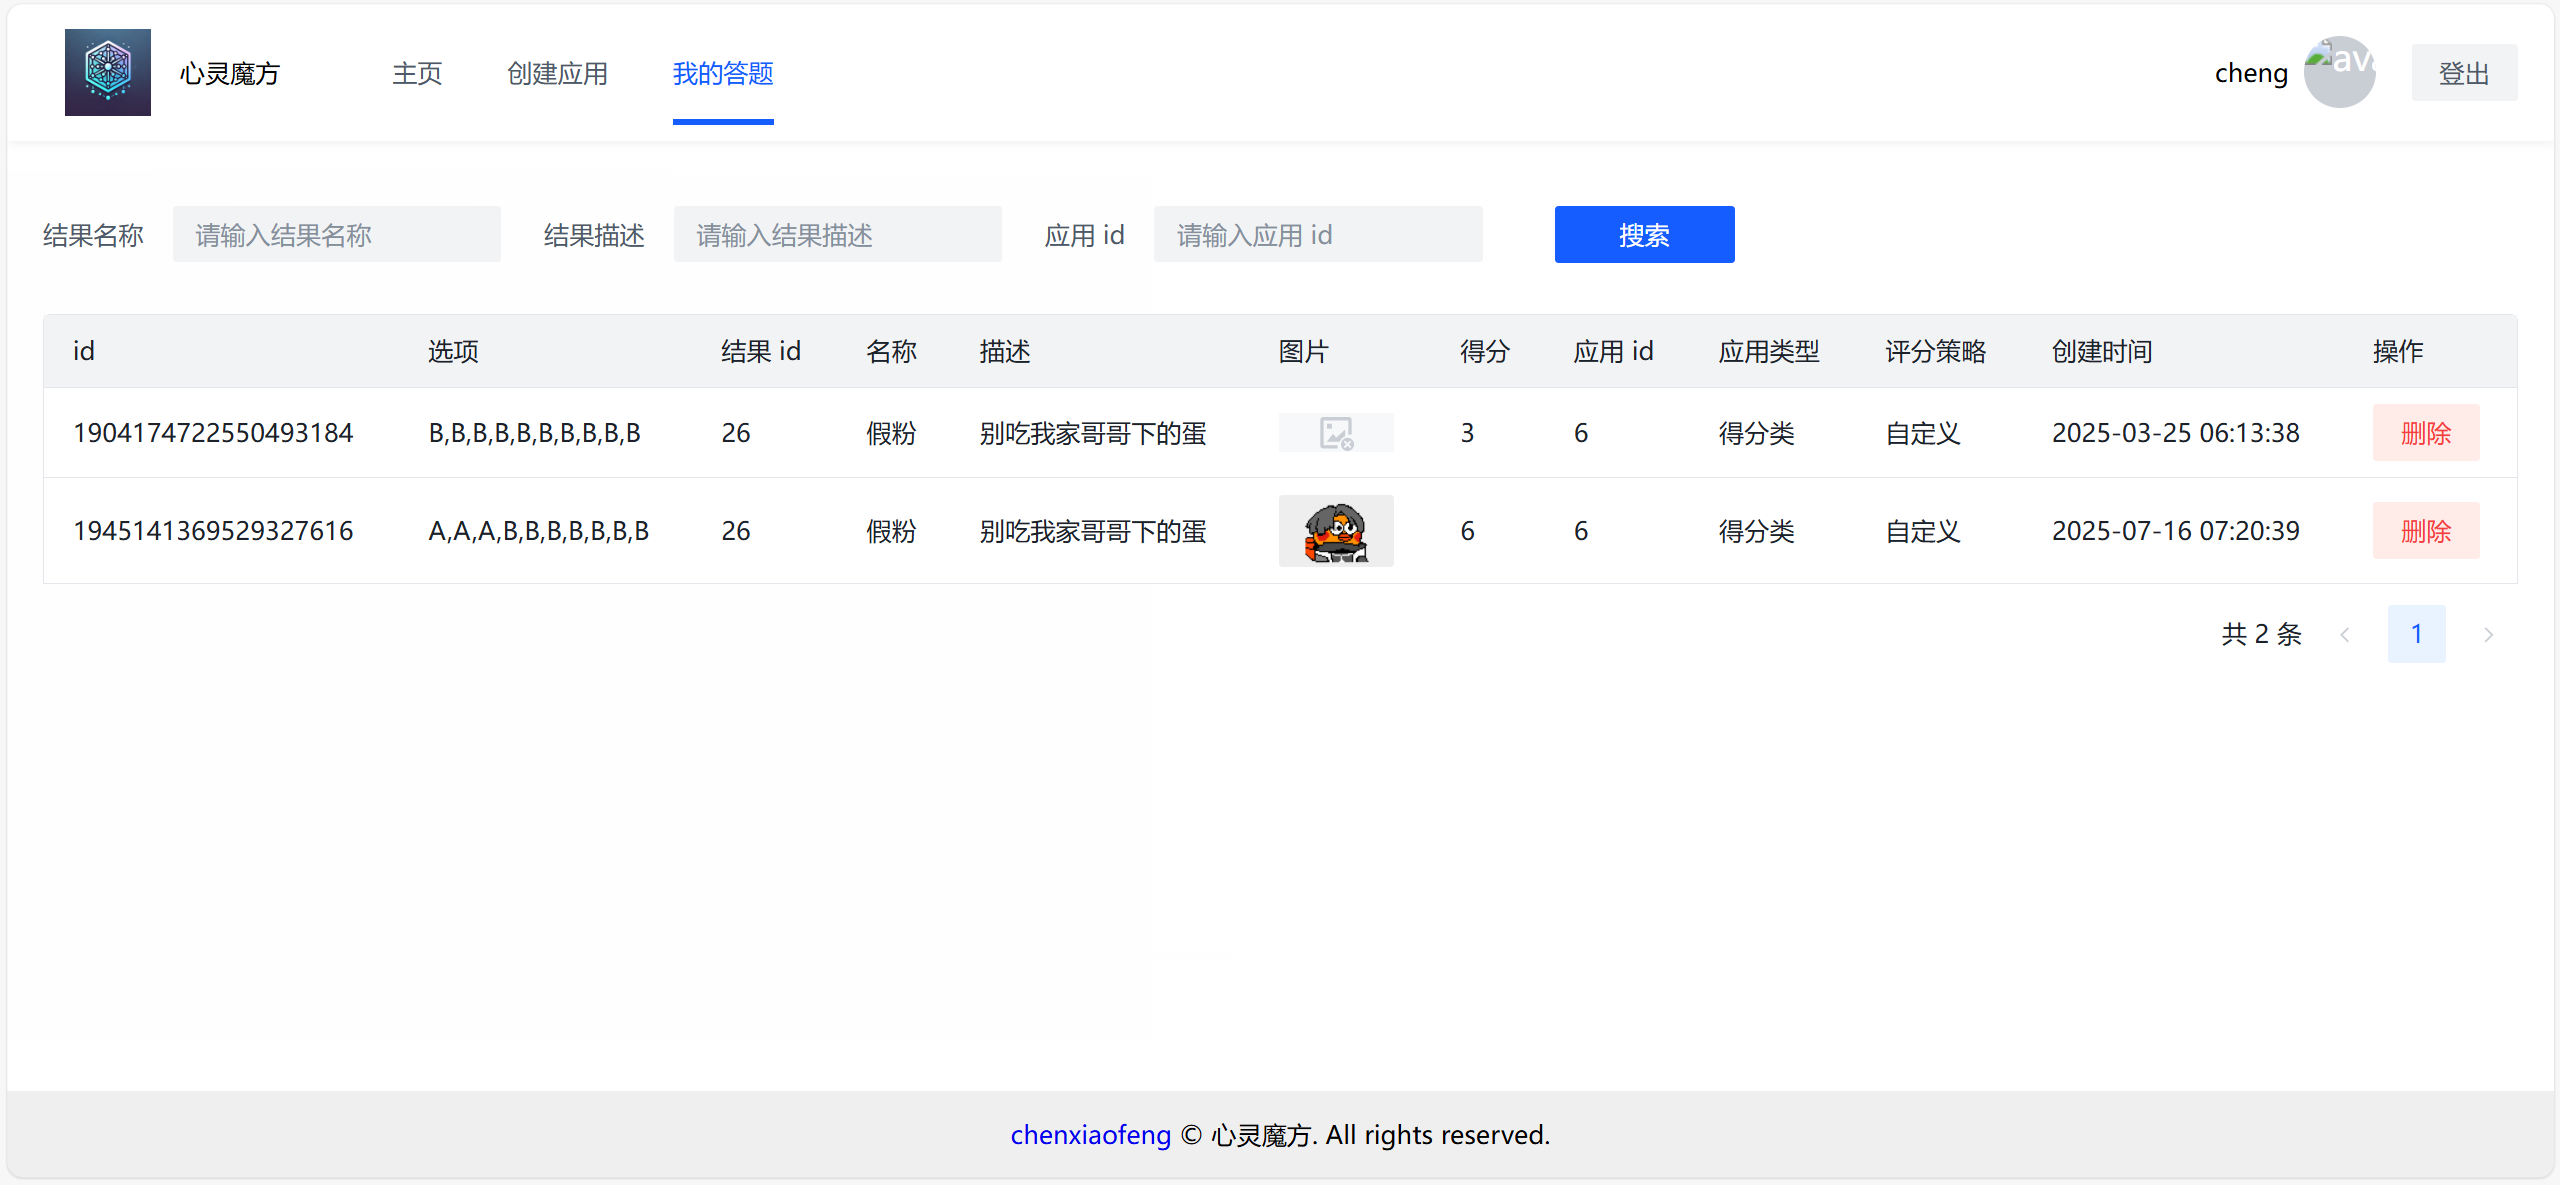 心灵魔方 主页 创建应用 我的答题 cheng ava 登出
结果名称 请输入结果名称 结果描述 请输入结果描述 应用 id 请输入应用 id 搜索
id 选项 结果 id 名称 描述 图片 得分 应用 id 应用类型 评分策略 创建时间 操作
1904174722550493184 B,B,B,B,B,B,B,B,B,B 26 假粉 别吃我家哥哥下的蛋 3 6 得分类 自定义 2025-03-25 06:13:38 删除
1945141369529327616 A,A,A,B,B,B,B,B,B,B 26 假粉 别吃我家哥哥下的蛋 6 6 得分类 自定义 2025-07-16 07:20:39 删除
共 2 条 1
chenxiaofeng © 心灵魔方. All rights reserved.